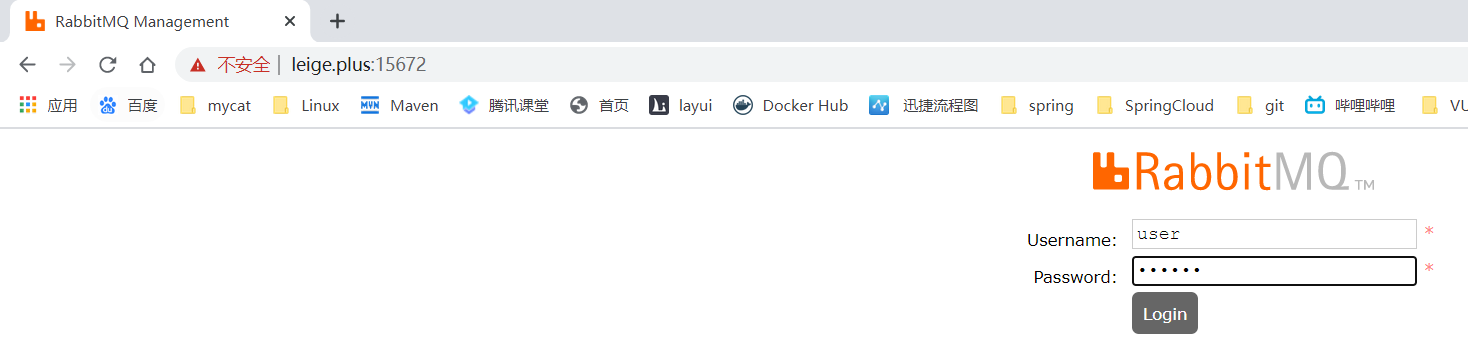 RabbitMQ Management
不安全 | leige.plus:15672
应用 百度 mycat Linux Maven 腾讯课堂 首页 layui Docker Hub 迅捷流程图 spring SpringCloud git 哔哩哔哩 VU
RabbitMQ TM
Username: user *
Password: •••••• *
Login